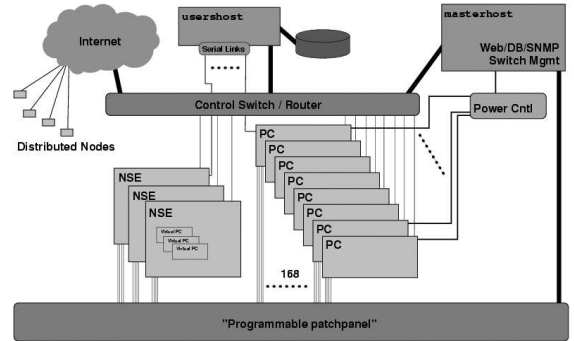 usershost
masterhost
Internet
Serial Links
Web/DB/SNMP
Switch Mgmt
Control Switch / Router
Power Cntl
Distributed Nodes
PC
PC
PC
PC
PC
PC
PC
PC
NSE
NSE
NSE
Virtual PC
Virtual PC
Virtual PC
168
"Programmable patchpanel"